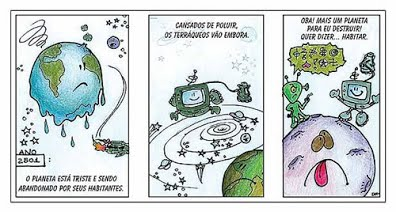 ANO
2501:
O PLANETA ESTÁ TRISTE E SENDO
ABANDONADO POR SEUS HABITANTES.
CANSADOS DE POLUIR,
OS TERRÁQUEOS VÃO EMBORA.
OBA! MAIS UM PLANETA
PARA EU DESTRUIR!
QUER DIZER... HABITAR.